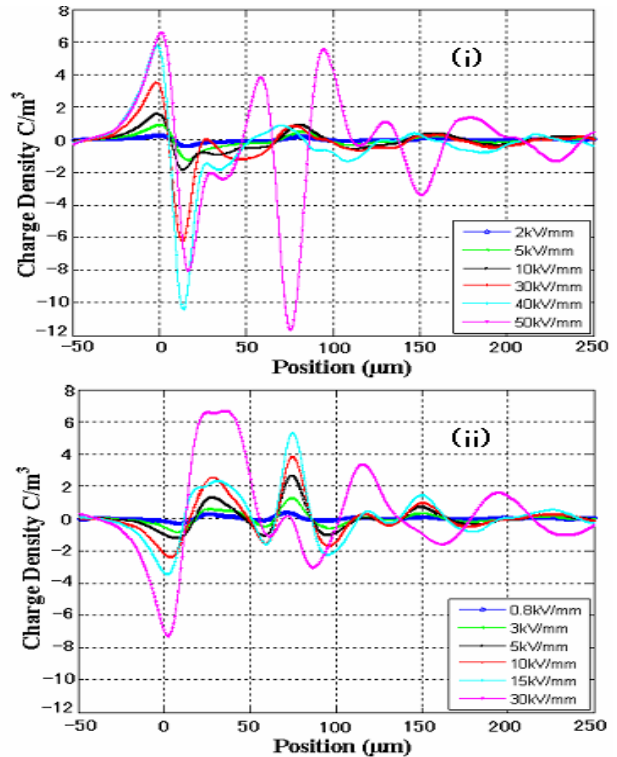 8
6
4
2
0
−2
−4
−6
−8
−10
−12
Charge Density C/m³
(i)
2kV/mm
5kV/mm
10kV/mm
30kV/mm
40kV/mm
50kV/mm
−50 0 50 100 150 200 250
Position (µm)
8
6
4
2
0
−2
−4
−6
−8
−10
−12
Charge Density C/m³
(ii)
0.8kV/mm
3kV/mm
5kV/mm
10kV/mm
15kV/mm
30kV/mm
−50 0 50 100 150 200 250
Position (µm)